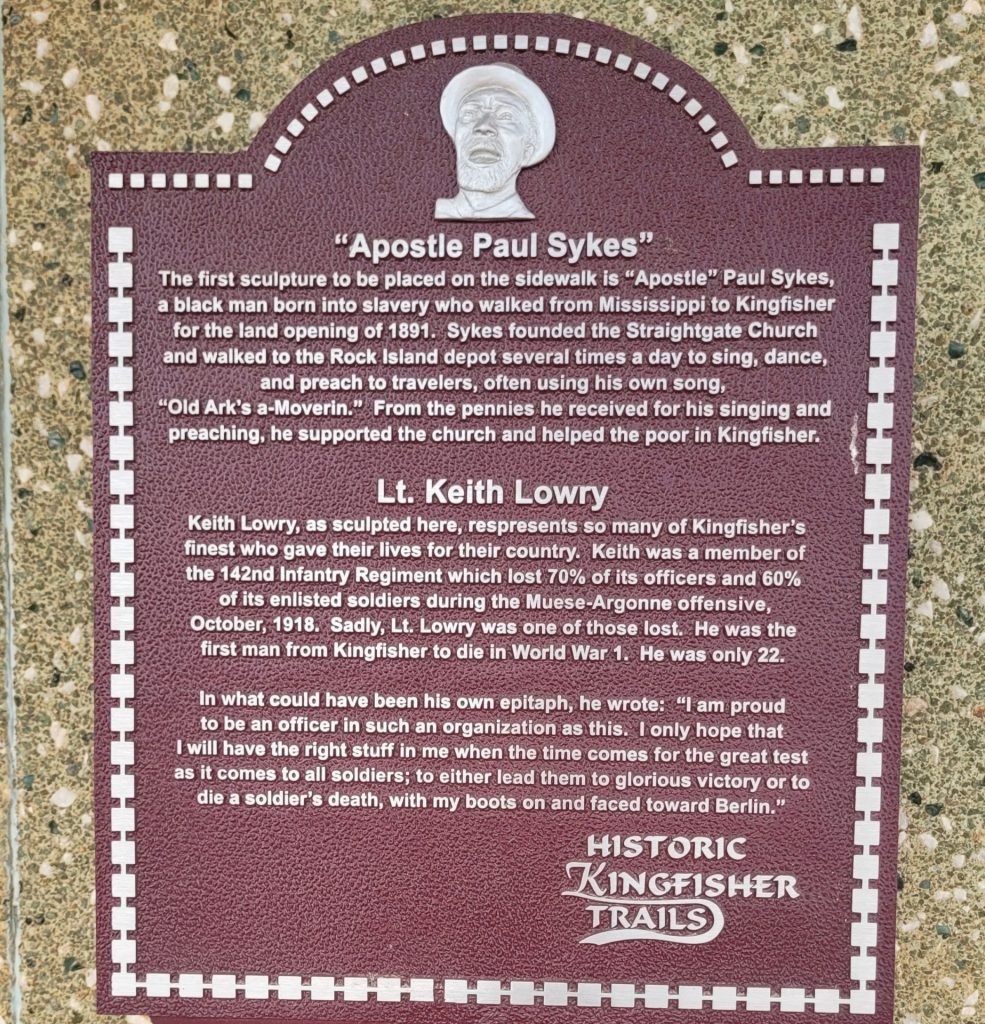 “Apostle Paul Sykes”
The first sculpture to be placed on the sidewalk is “Apostle” Paul Sykes,
a black man born into slavery who walked from Mississippi to Kingfisher
for the land opening of 1891. Sykes founded the Straightgate Church
and walked to the Rock Island depot several times a day to sing, dance,
and preach to travelers, often using his own song,
“Old Ark’s a-Moverin.” From the pennies he received for his singing and
preaching, he supported the church and helped the poor in Kingfisher.
Lt. Keith Lowry
Keith Lowry, as sculpted here, respresents so many of Kingfisher’s
finest who gave their lives for their country. Keith was a member of
the 142nd Infantry Regiment which lost 70% of its officers and 60%
of its enlisted soldiers during the Muese-Argonne offensive,
October, 1918. Sadly, Lt. Lowry was one of those lost. He was the
first man from Kingfisher to die in World War 1. He was only 22.
In what could have been his own epitaph, he wrote: “I am proud
to be an officer in such an organization as this. I only hope that
I will have the right stuff in me when the time comes for the great test
as it comes to all soldiers; to either lead them to glorious victory or to
die a soldier’s death, with my boots on and faced toward Berlin.”
HISTORIC
KINGFISHER
TRAILS